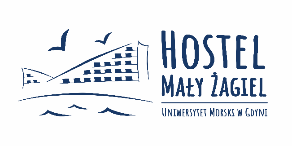 HOSTEL
MAŁY ŻAGIEL
UNIWERSYTET MORSKI W GDYNI